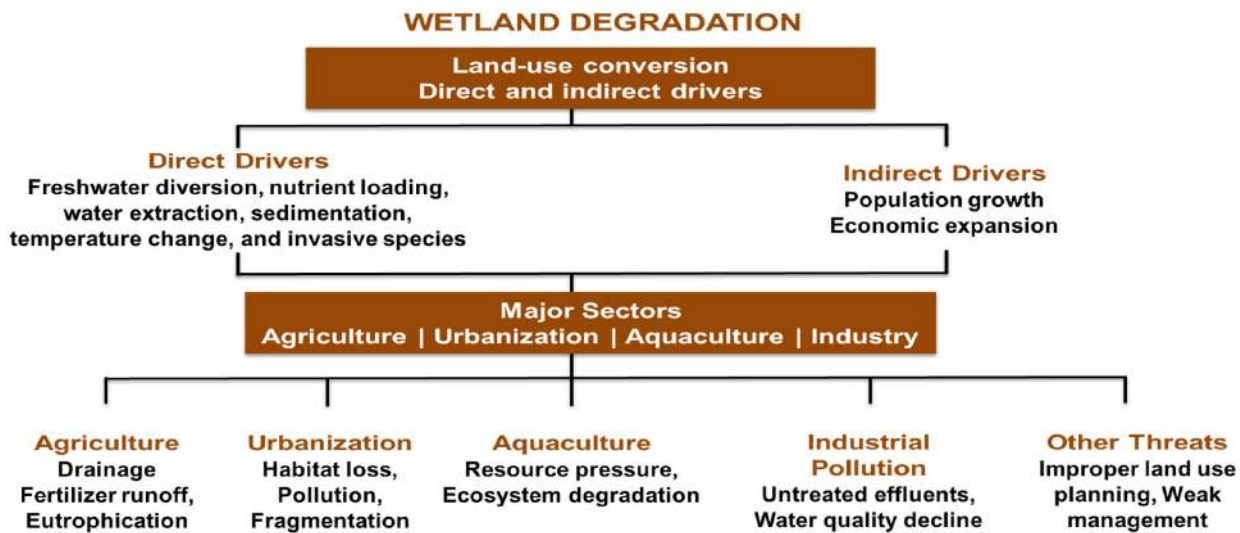 WETLAND DEGRADATION
Land-use conversion
Direct and indirect drivers
Direct Drivers
Freshwater diversion, nutrient loading,
water extraction, sedimentation,
temperature change, and invasive species
Indirect Drivers
Population growth
Economic expansion
Major Sectors
Agriculture | Urbanization | Aquaculture | Industry
Agriculture
Drainage
Fertilizer runoff,
Eutrophication
Urbanization
Habitat loss,
Pollution,
Fragmentation
Aquaculture
Resource pressure,
Ecosystem degradation
Industrial
Pollution
Untreated effluents,
Water quality decline
Other Threats
Improper land use
planning, Weak
management